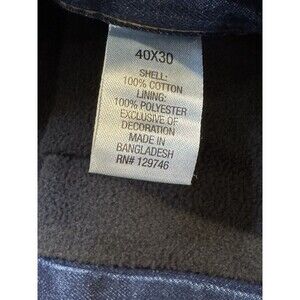 40X30
SHELL:
100% COTTON
LINING:
100% POLYESTER
EXCLUSIVE OF
DECORATION
MADE IN
BANGLADESH
RN# 129746